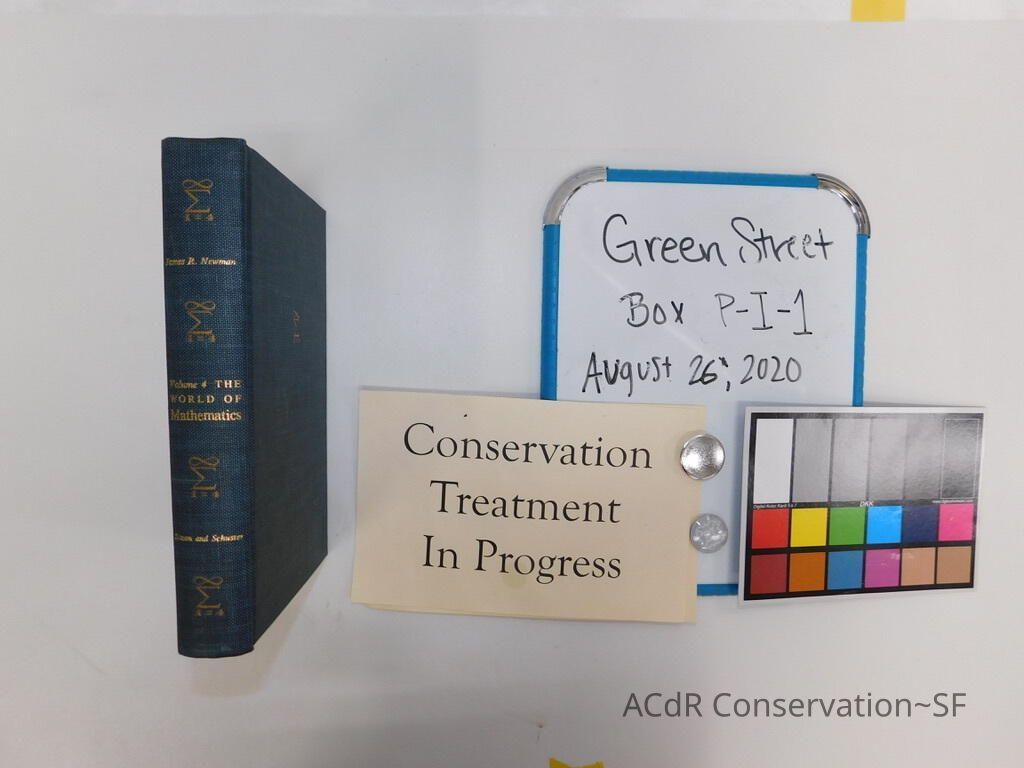 James R. Newman
Volume 4 THE
WORLD OF
Mathematics
Simon and Schuster
Green Street
Box P-I-1
August 26, 2020
Conservation
Treatment
In Progress
DKK
ACdR Conservation~SF